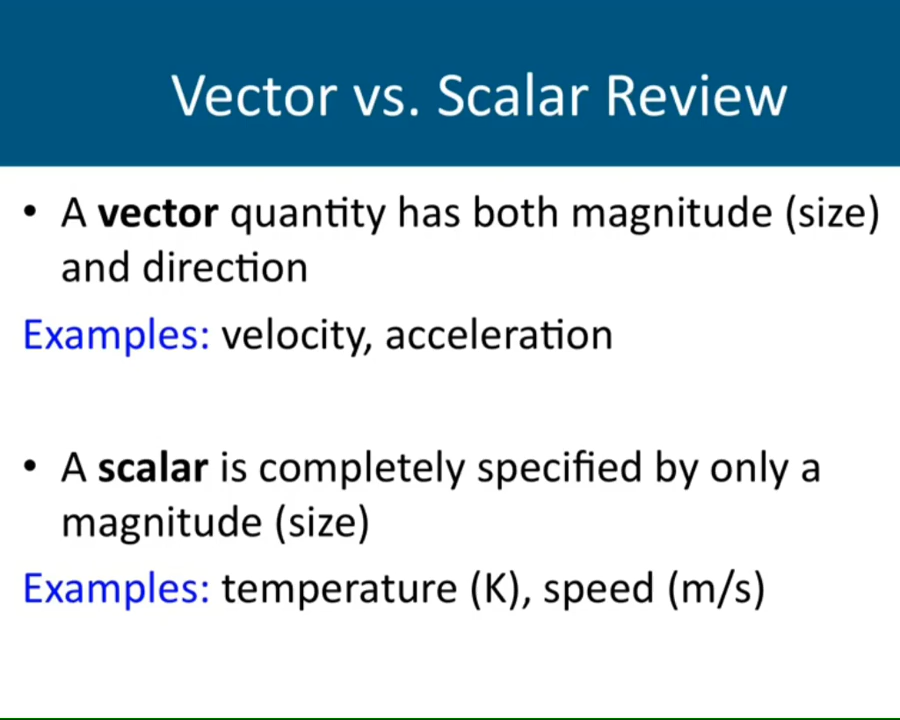 Vector vs. Scalar Review
• A vector quantity has both magnitude (size)
and direction
Examples: velocity, acceleration
• A scalar is completely specified by only a
magnitude (size)
Examples: temperature (K), speed (m/s)